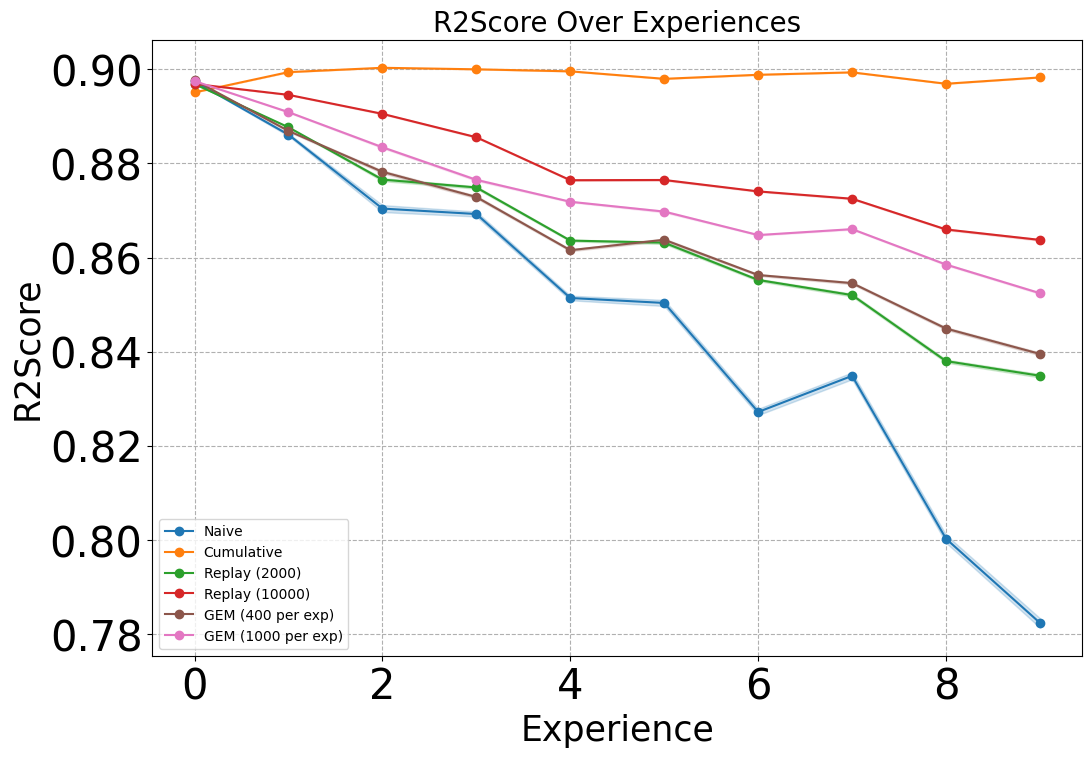 R2Score Over Experiences
R2Score
0.90
0.88
0.86
0.84
0.82
0.80
0.78
Naive
Cumulative
Replay (2000)
Replay (10000)
GEM (400 per exp)
GEM (1000 per exp)
0 2 4 6 8
Experience